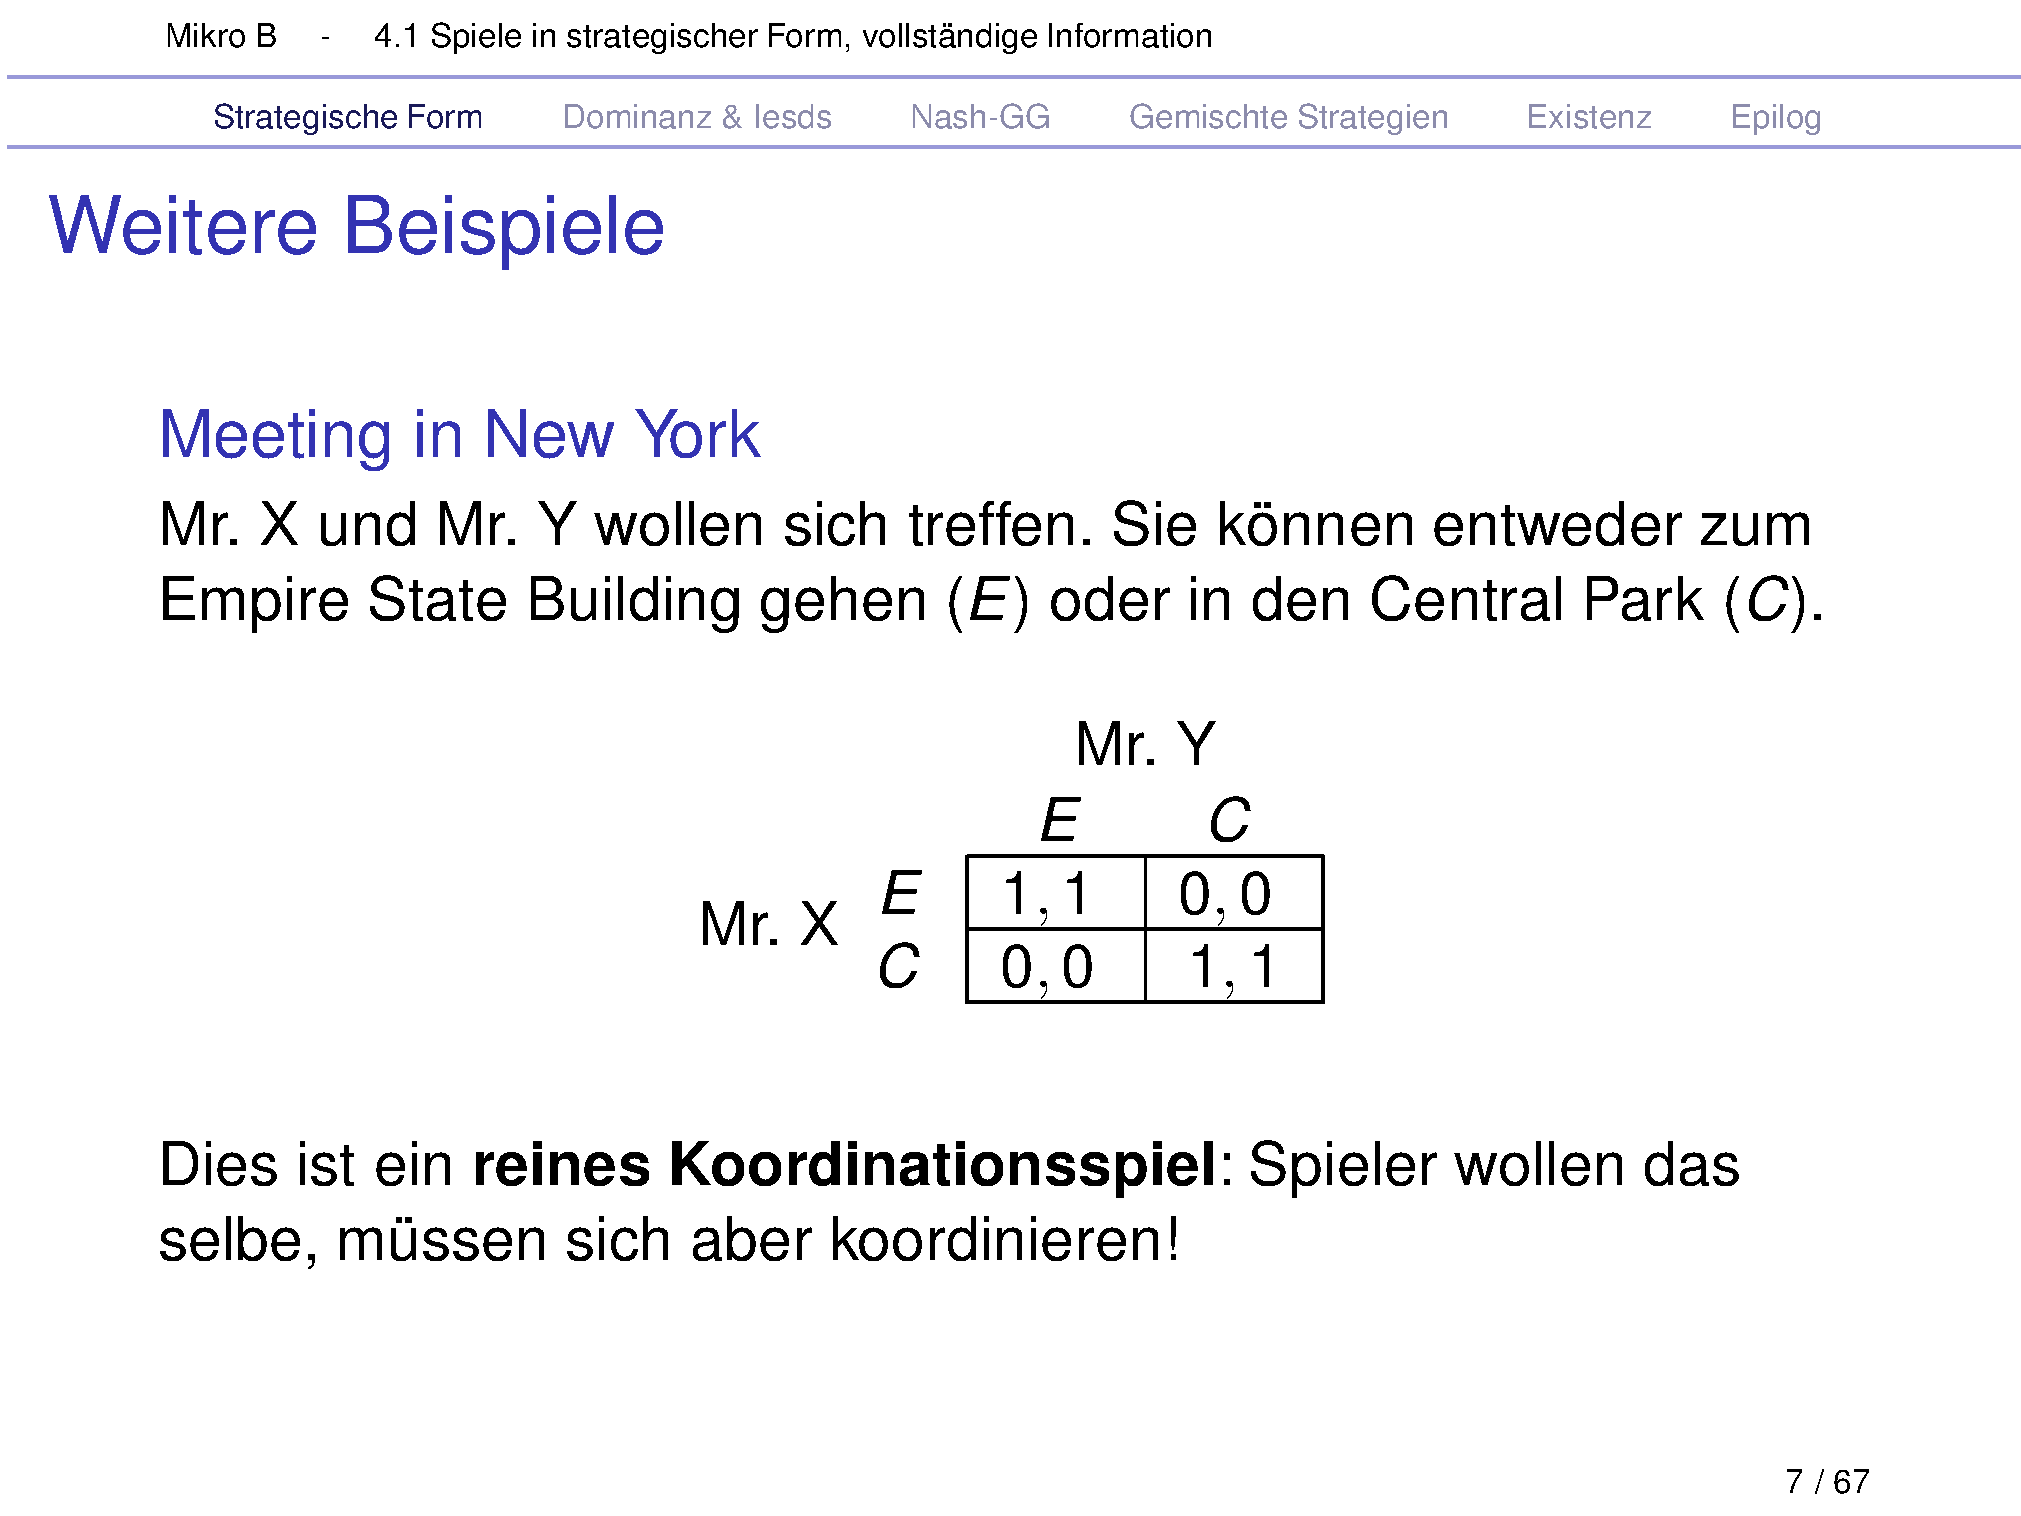 Mikro B - 4.1 Spiele in strategischer Form, vollständige Information
Strategische Form Dominanz & Iesds Nash-GG Gemischte Strategien Existenz Epilog
Weitere Beispiele
Meeting in New York
Mr. X und Mr. Y wollen sich treffen. Sie können entweder zum
Empire State Building gehen (E) oder in den Central Park (C).
Mr. Y
E C
E 1, 1 0, 0
Mr. X
C 0, 0 1, 1
Dies ist ein reines Koordinationsspiel: Spieler wollen das
selbe, müssen sich aber koordinieren!
7 / 67